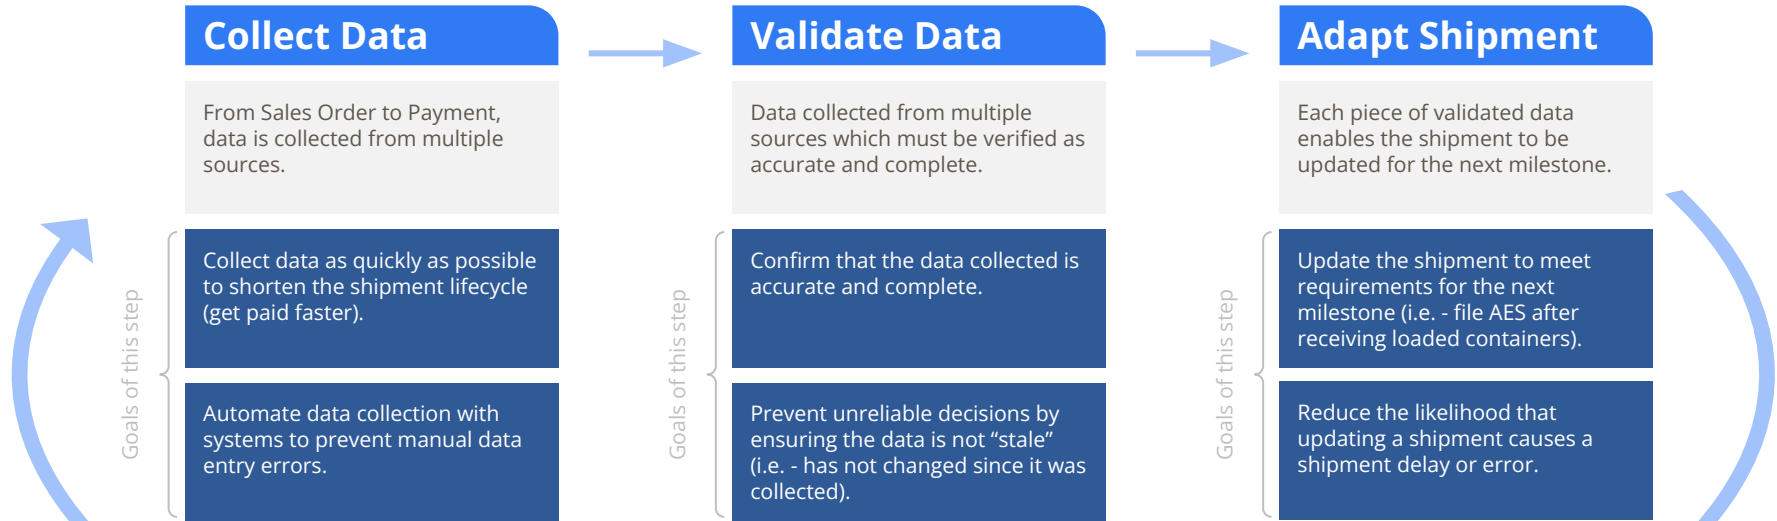 Collect Data
From Sales Order to Payment,
data is collected from multiple
sources.
Goals of this step
Collect data as quickly as possible
to shorten the shipment lifecycle
(get paid faster).
Automate data collection with
systems to prevent manual data
entry errors.
Validate Data
Data collected from multiple
sources which must be verified as
accurate and complete.
Goals of this step
Confirm that the data collected is
accurate and complete.
Prevent unreliable decisions by
ensuring the data is not “stale”
(i.e. - has not changed since it was
collected).
Adapt Shipment
Each piece of validated data
enables the shipment to be
updated for the next milestone.
Goals of this step
Update the shipment to meet
requirements for the next
milestone (i.e. - file AES after
receiving loaded containers).
Reduce the likelihood that
updating a shipment causes a
shipment delay or error.